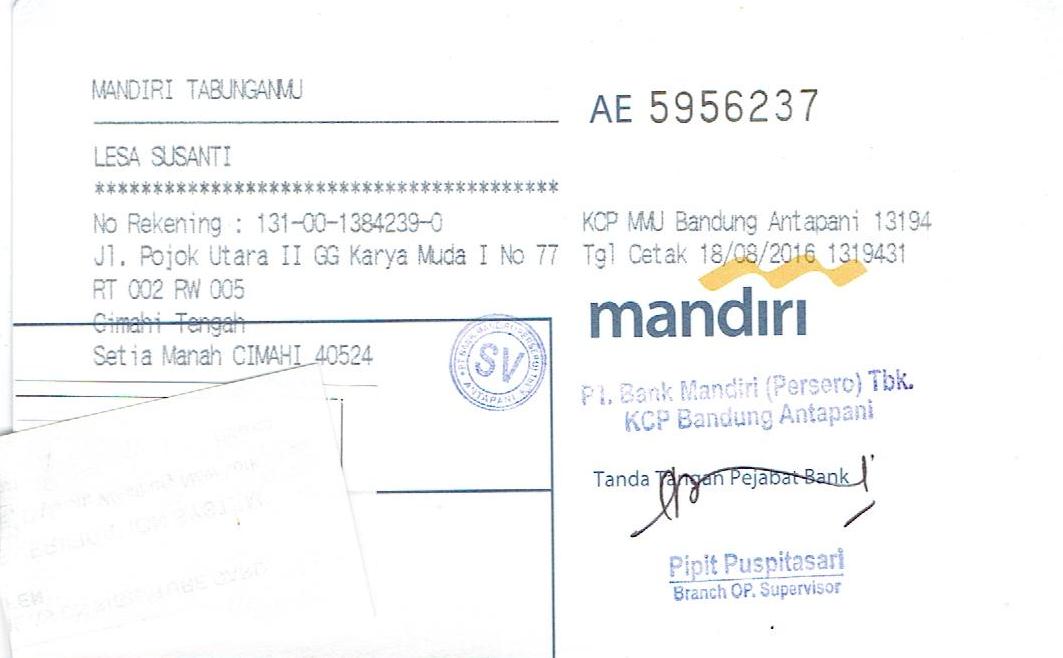 MANDIRI TABUNGANMU
AE 5956237
LESA SUSANTI
****************************************
No Rekening : 131-00-1384239-0
Jl. Pojok Utara II GG Karya Muda I No 77
RT 002 RW 005
Cimahi Tengah
Setia Manah CIMAHI 40524
KCP MMU Bandung Antapani 13194
Tgl Cetak 18/08/2016 1319431
mandiri
SV
ANTAPANI
Pt. Bank Mandiri (Persero) Tbk.
KCP Bandung Antapani
Tanda Tangan Pejabat Bank
Pipit Puspitasari
Branch OP. Supervisor